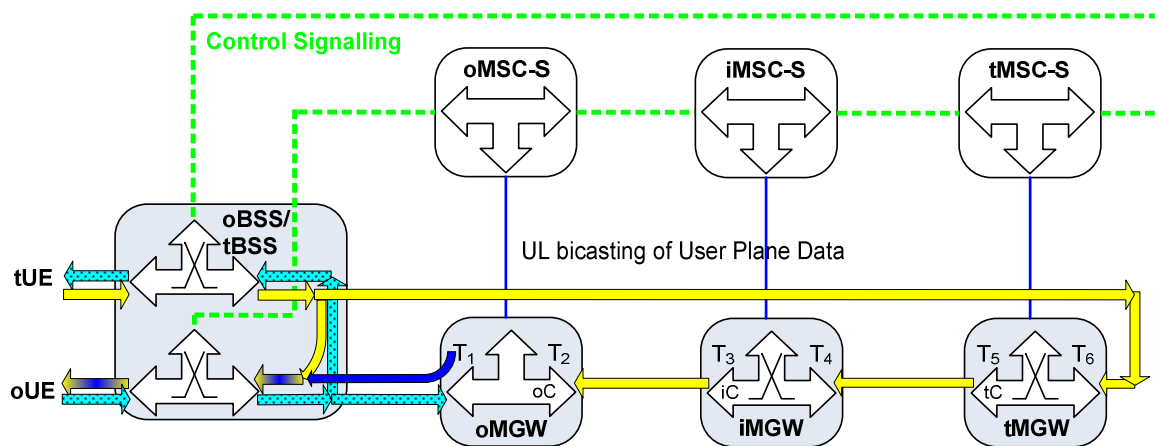 Control Signalling
oMSC-S
iMSC-S
tMSC-S
oBSS/
tBSS
UL bicasting of User Plane Data
tUE
T1
T2
T3
T4
T5
T6
oUE
oC
iC
tC
oMGW
iMGW
tMGW